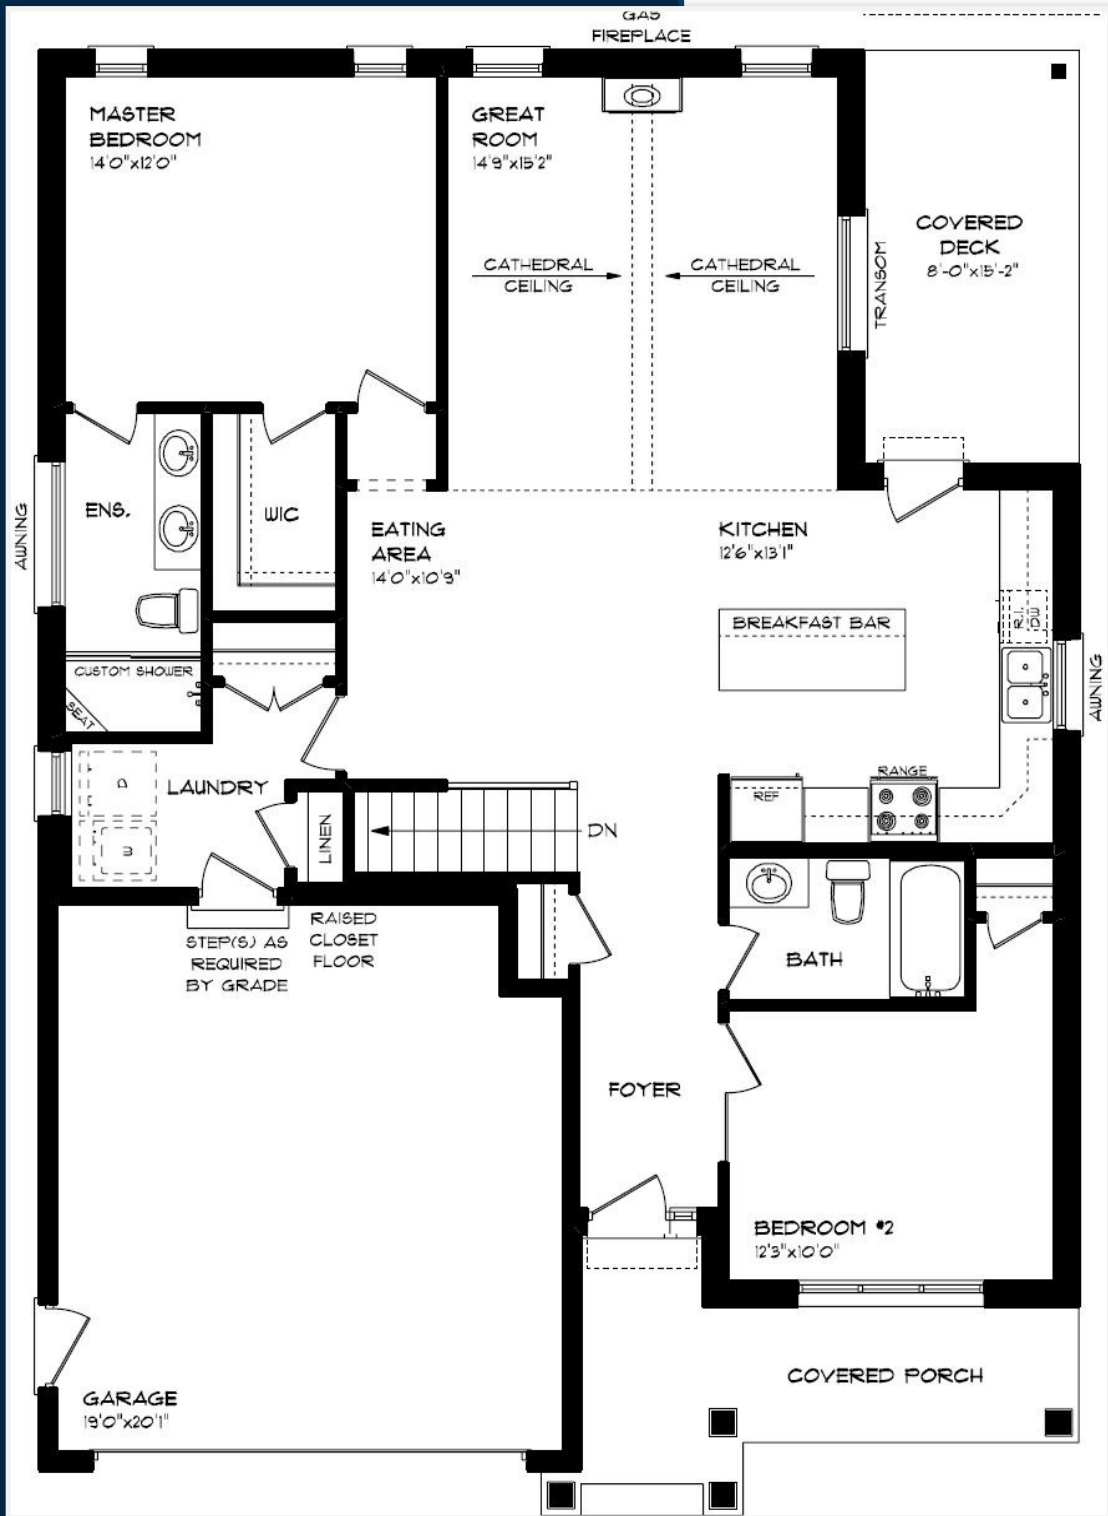 GAS
FIREPLACE
MASTER
BEDROOM
14'0"x12'0"
GREAT
ROOM
14'9"x15'2"
CATHEDRAL
CEILING
CATHEDRAL
CEILING
TRANSOM
COVERED
DECK
8'-0"x15'-2"
AWNING
ENS.
WIC
EATING
AREA
14'0"x10'9"
KITCHEN
12'6"x13'1"
BREAKFAST BAR
R.I.
DW
AWNING
CUSTOM SHOWER
SEAT
D
W
LAUNDRY
LINEN
DN
REF
RANGE
STEP(S) AS
REQUIRED
BY GRADE
RAISED
CLOSET
FLOOR
BATH
FOYER
BEDROOM #2
12'3"x10'0"
COVERED PORCH
GARAGE
19'0"x20'1"